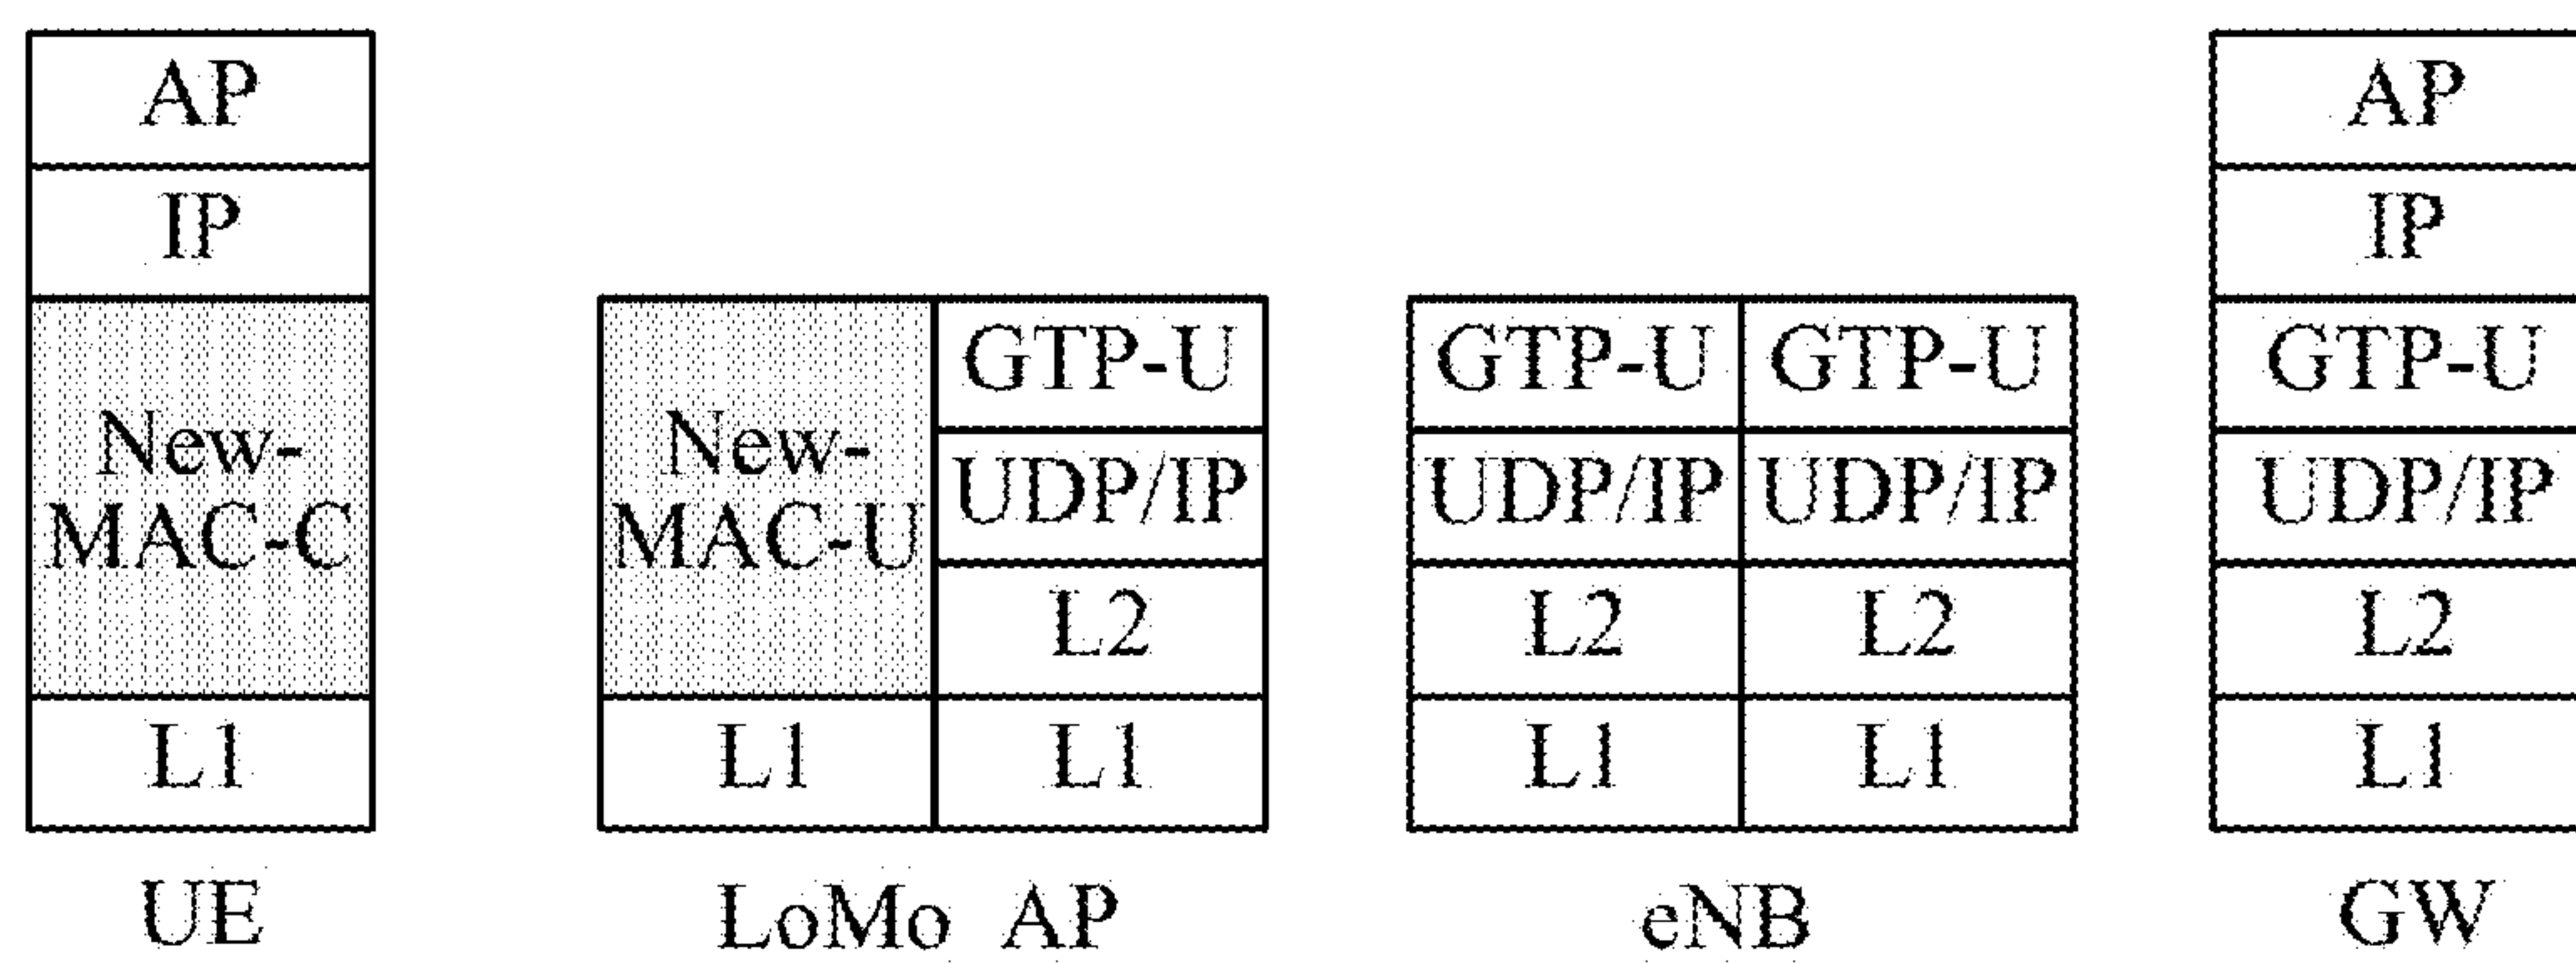 AP
IP
New-
MAC-C
L1
UE
New-
MAC-U
L1
GTP-U
UDP/IP
L2
L1
LoMo AP
GTP-U
UDP/IP
L2
L1
GTP-U
UDP/IP
L2
L1
eNB
AP
IP
GTP-U
UDP/IP
L2
L1
GW